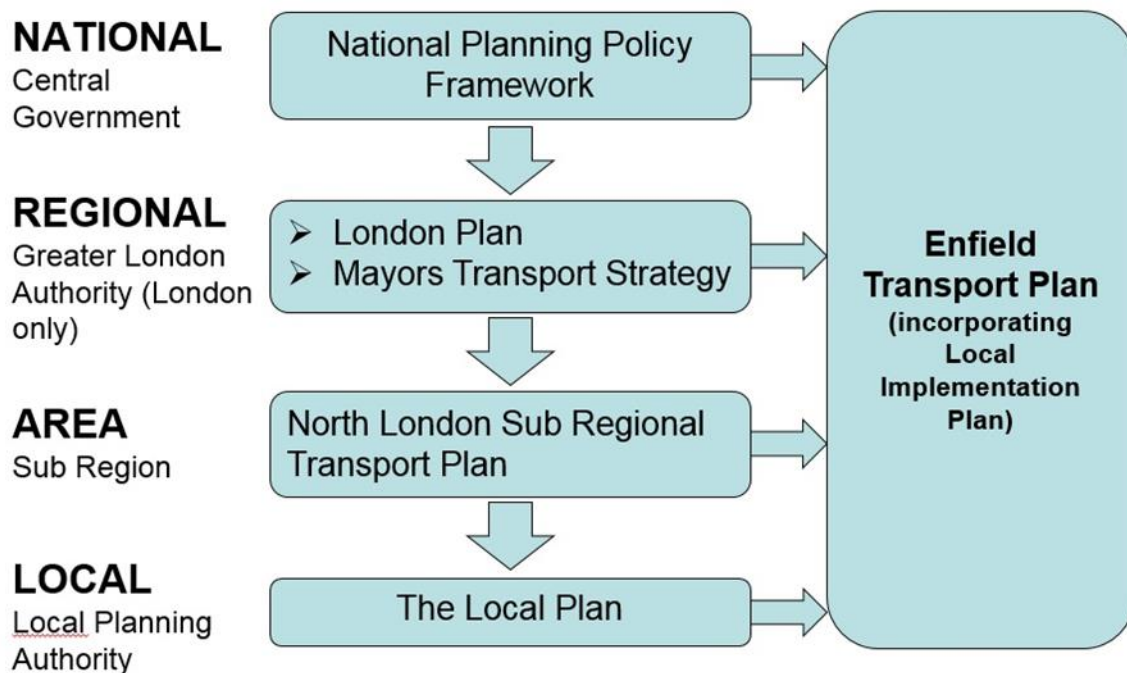 NATIONAL
Central
Government
National Planning Policy
Framework
REGIONAL
Greater London
Authority (London
only)
➢ London Plan
➢ Mayors Transport Strategy
AREA
Sub Region
North London Sub Regional
Transport Plan
LOCAL
Local Planning
Authority
The Local Plan
Enfield
Transport Plan
(incorporating
Local
Implementation
Plan)